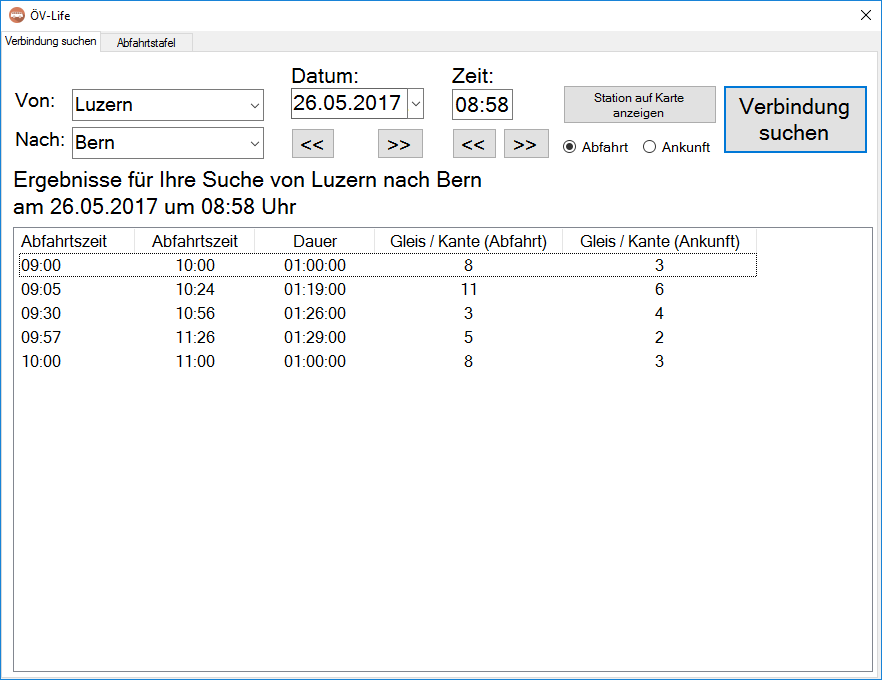 ÖV-Life
Verbindung suchen Abfahrtstafel
Datum: Zeit:
Von: Luzern 26.05.2017 08:58 Station auf Karte
anzeigen
Verbindung
suchen
Nach: Bern << >> << >> Abfahrt Ankunft
Ergebnisse für Ihre Suche von Luzern nach Bern
am 26.05.2017 um 08:58 Uhr
Abfahrtszeit Abfahrtszeit Dauer Gleis / Kante (Abfahrt) Gleis / Kante (Ankunft)
09:00 10:00 01:00:00 8 3
09:05 10:24 01:19:00 11 6
09:30 10:56 01:26:00 3 4
09:57 11:26 01:29:00 5 2
10:00 11:00 01:00:00 8 3